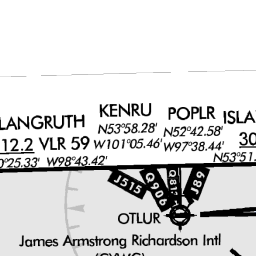 LANGRUTH
12.2 VLR 59
0°25.33' W98°43.42'
KENRU
N53°58.28'
W101°05.46'
POPLR
N52°42.58'
W97°38.44'
ISLA
30
N53°51.
J515
Q906
J89
OTLUR
James Armstrong Richardson Intl
(CYWG)